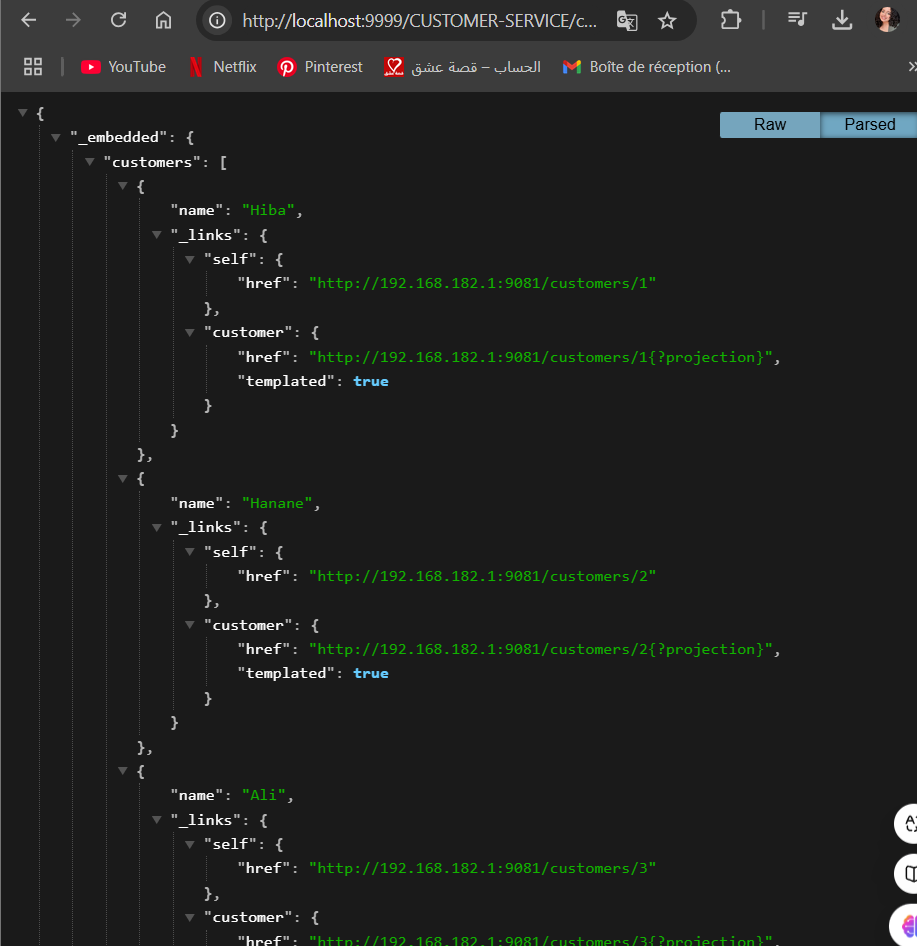 http://localhost:9999/CUSTOMER-SERVICE/c...
YouTube
Netflix
Pinterest
الحساب – قصة عشق
Boîte de réception (...
Raw
Parsed
{
"_embedded": {
"customers": [
{
"name": "Hiba",
"_links": {
"self": {
"href": "http://192.168.182.1:9081/customers/1"
},
"customer": {
"href": "http://192.168.182.1:9081/customers/1{?projection}",
"templated": true
}
}
},
{
"name": "Hanane",
"_links": {
"self": {
"href": "http://192.168.182.1:9081/customers/2"
},
"customer": {
"href": "http://192.168.182.1:9081/customers/2{?projection}",
"templated": true
}
}
},
{
"name": "Ali",
"_links": {
"self": {
"href": "http://192.168.182.1:9081/customers/3"
},
"customer": {
"href": "http://192.168.182.1:9081/customers/3{?projection}",